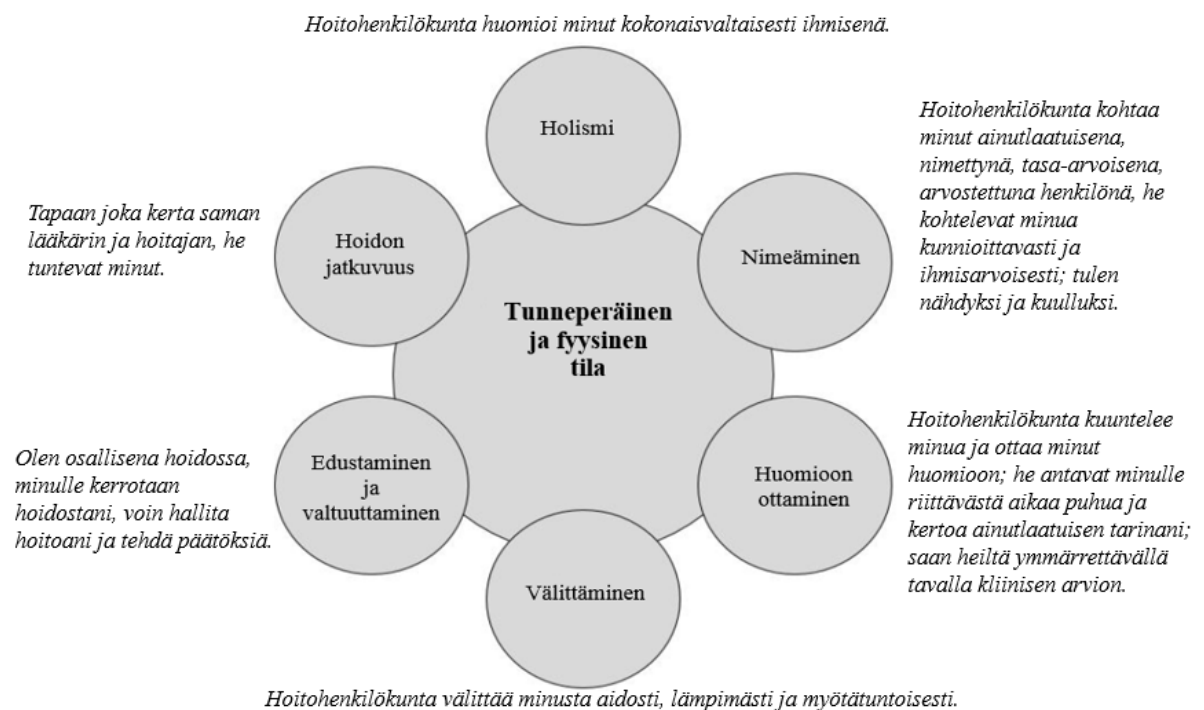 Hoitohenkilökunta huomioi minut kokonaisvaltaisesti ihmisenä.
Holismi
Hoitohenkilökunta kohtaa
minut ainutlaatuisena,
nimettynä, tasa-arvoisena,
arvostettuna henkilönä, he
kohtelevat minua
kunnioittavasti ja
ihmisarvoisesti; tulen
nähdyksi ja kuulluksi.
Nimeäminen
Tapaan joka kerta saman
lääkärin ja hoitajan, he
tuntevat minut.
Hoidon
jatkuvuus
Tunneperäinen
ja fyysinen
tila
Olen osallisena hoidossa,
minulle kerrotaan
hoidostani, voin hallita
hoitoani ja tehdä päätöksiä.
Edustaminen
ja
valtuuttaminen
Huomioon
ottaminen
Hoitohenkilökunta kuuntelee
minua ja ottaa minut
huomioon; he antavat minulle
riittävästä aikaa puhua ja
kertoa ainutlaatuisen tarinani;
saan heiltä ymmärrettävällä
tavalla kliinisen arvion.
Välittäminen
Hoitohenkilökunta välittää minusta aidosti, lämpimästi ja myötätuntoisesti.